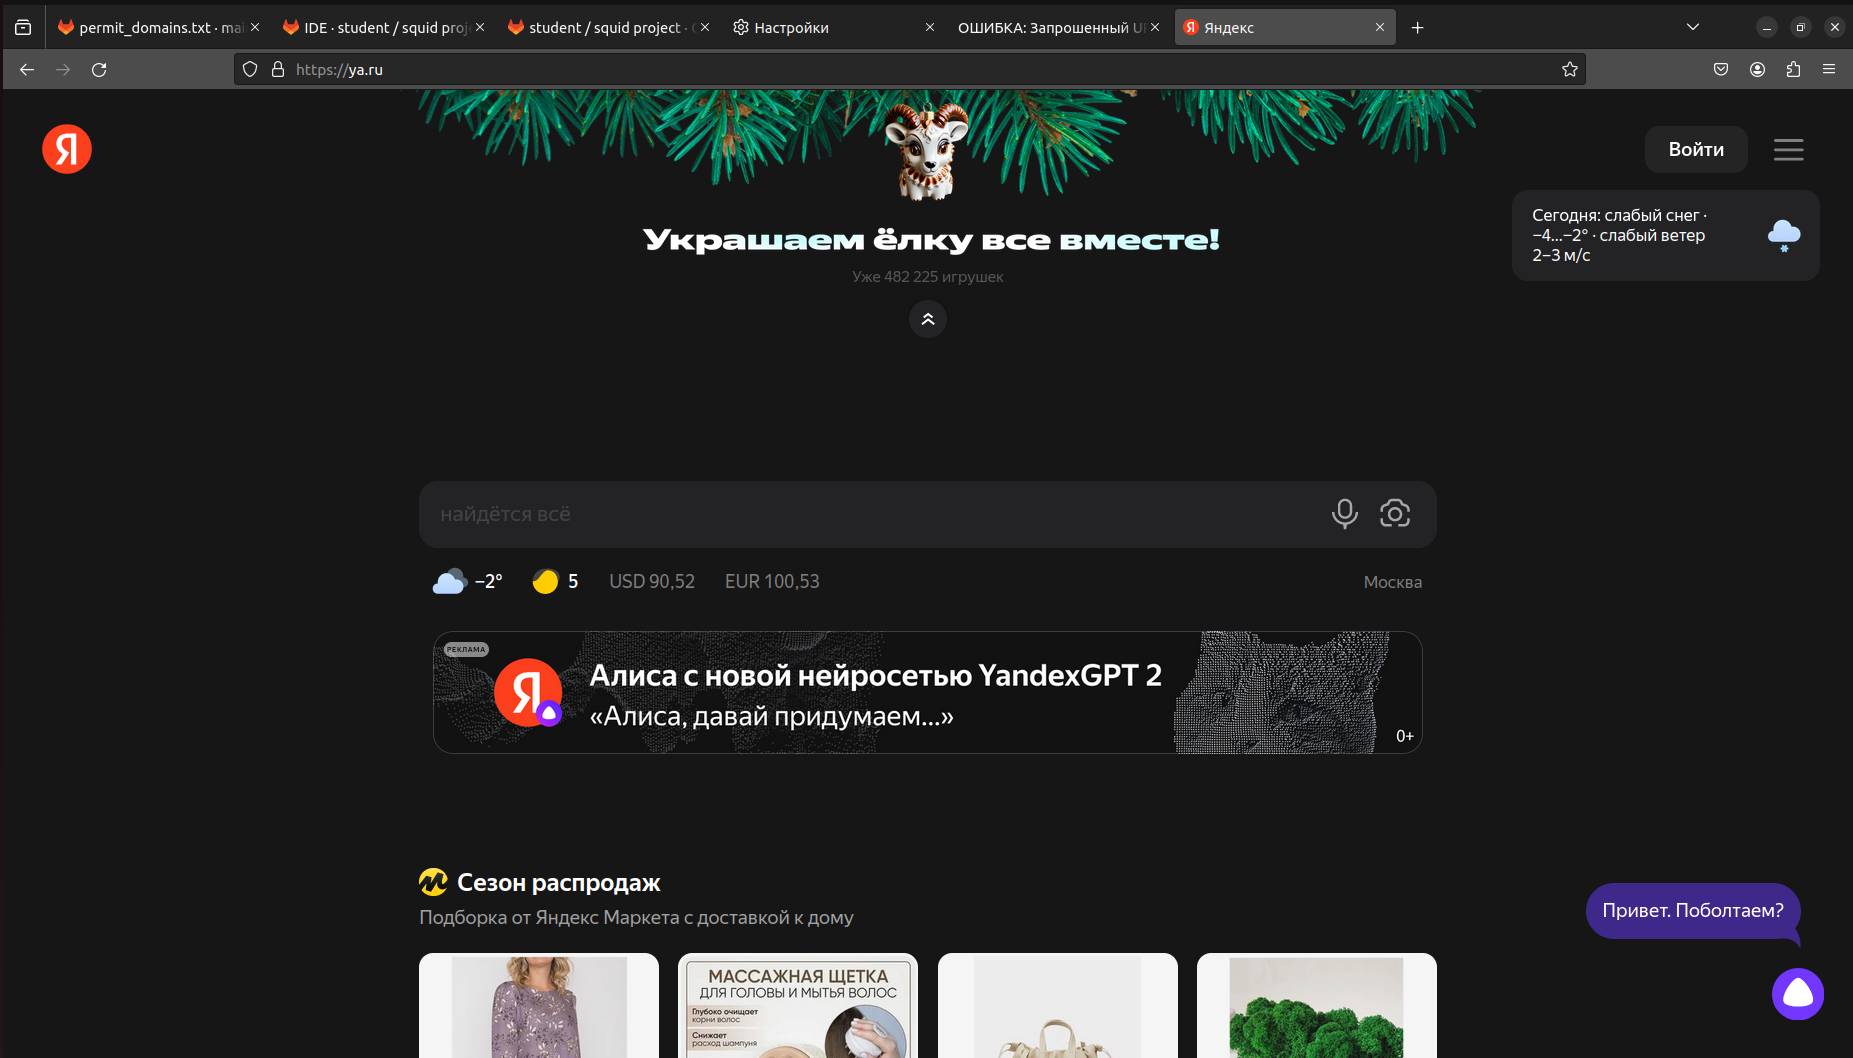 permit_domains.txt · mai
IDE · student / squid proje
student / squid project · G
Настройки
ОШИБКА: Запрошенный UR
Яндекс
https://ya.ru
Я
Войти
Сегодня: слабый снег ·
−4...−2° · слабый ветер
2−3 м/с
Украшаем ёлку все вместе!
Уже 482 225 игрушек
найдётся всё
−2°
5
USD 90,52
EUR 100,53
Москва
РЕКЛАМА
Я
Алиса с новой нейросетью YandexGPT 2
«Алиса, давай придумаем...»
0+
Сезон распродаж
Подборка от Яндекс Маркета с доставкой к дому
Привет. Поболтаем?
МАССАЖНАЯ ЩЕТКА
ДЛЯ ГОЛОВЫ И МЫТЬЯ ВОЛОС
Глубоко очищает
корни волос
Снижает
расход шампуня